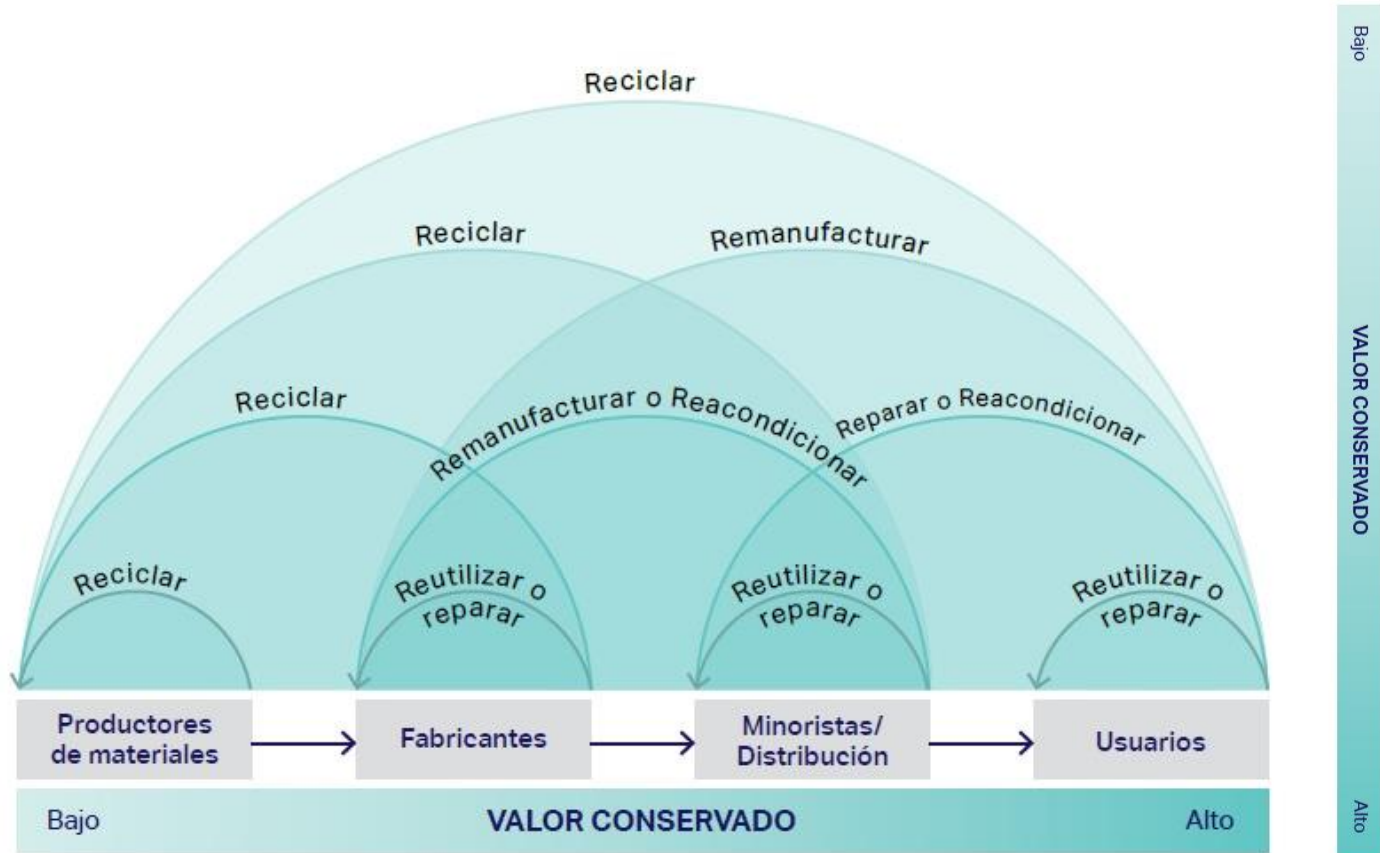 Bajo
Reciclar
Reciclar
Remanufacturar
Reciclar
Remanufacturar o Reacondicionar
Reparar o Reacondicionar
Reciclar
Reutilizar o
reparar
Reutilizar o
reparar
Reutilizar o
reparar
VALOR CONSERVADO
Productores
de materiales
Fabricantes
Minoristas/
Distribución
Usuarios
Bajo
VALOR CONSERVADO
Alto
Alto